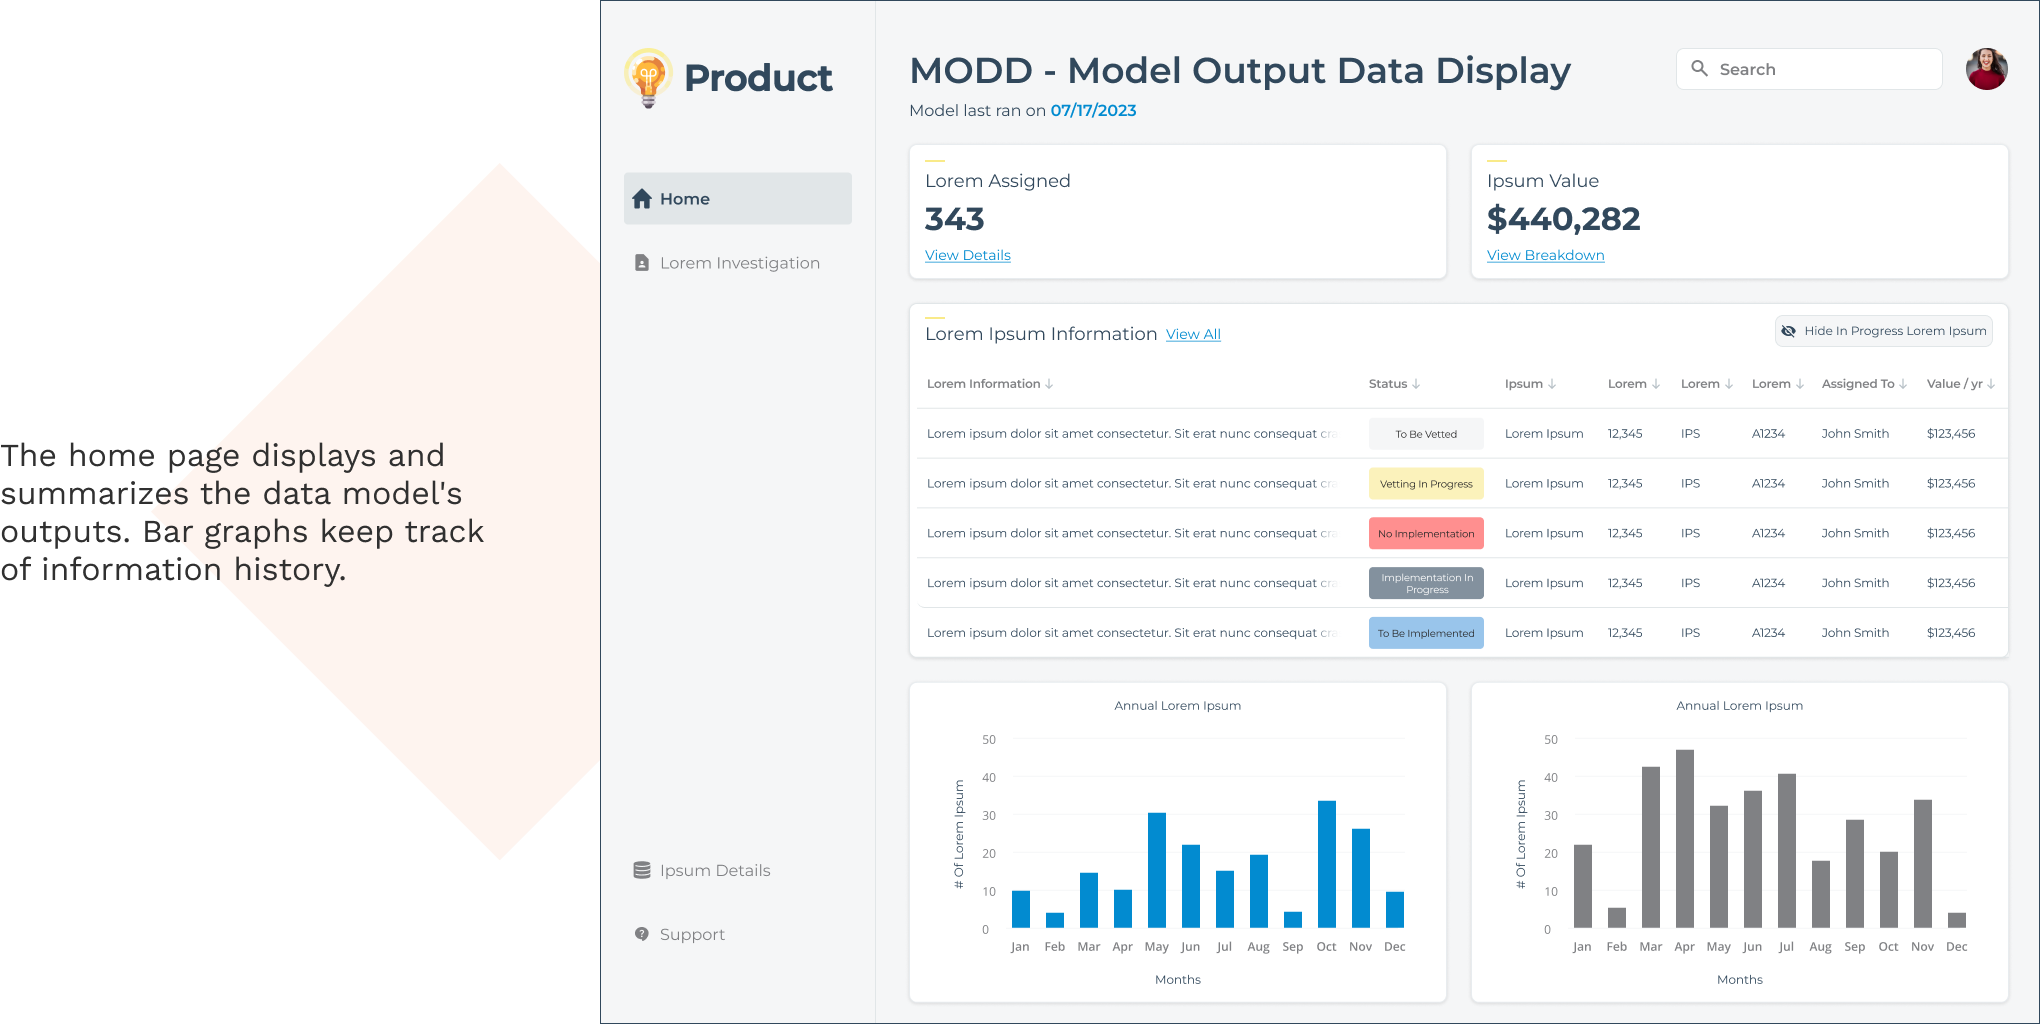 The home page displays and
summarizes the data model's
outputs. Bar graphs keep track
of information history.
Product
Home
Lorem Investigation
Ipsum Details
Support
MODD - Model Output Data Display
Search
Model last ran on 07/17/2023
Lorem Assigned
343
View Details
Ipsum Value
$440,282
View Breakdown
Lorem Ipsum Information View All
Hide In Progress Lorem Ipsum
Lorem Information Status Ipsum Lorem Lorem Lorem Assigned To Value / yr
Lorem ipsum dolor sit amet consectetur. Sit erat nunc consequat To Be Vetted Lorem Ipsum 12,345 IPS A1234 John Smith $123,456
Lorem ipsum dolor sit amet consectetur. Sit erat nunc consequat Vetting In Progress Lorem Ipsum 12,345 IPS A1234 John Smith $123,456
Lorem ipsum dolor sit amet consectetur. Sit erat nunc consequat No Implementation Lorem Ipsum 12,345 IPS A1234 John Smith $123,456
Lorem ipsum dolor sit amet consectetur. Sit erat nunc consequat Implementation In Progress Lorem Ipsum 12,345 IPS A1234 John Smith $123,456
Lorem ipsum dolor sit amet consectetur. Sit erat nunc consequat To Be Implemented Lorem Ipsum 12,345 IPS A1234 John Smith $123,456
Annual Lorem Ipsum
# Of Lorem Ipsum
50
40
30
20
10
0
Jan Feb Mar Apr May Jun Jul Aug Sep Oct Nov Dec
Months
Annual Lorem Ipsum
# Of Lorem Ipsum
50
40
30
20
10
0
Jan Feb Mar Apr May Jun Jul Aug Sep Oct Nov Dec
Months